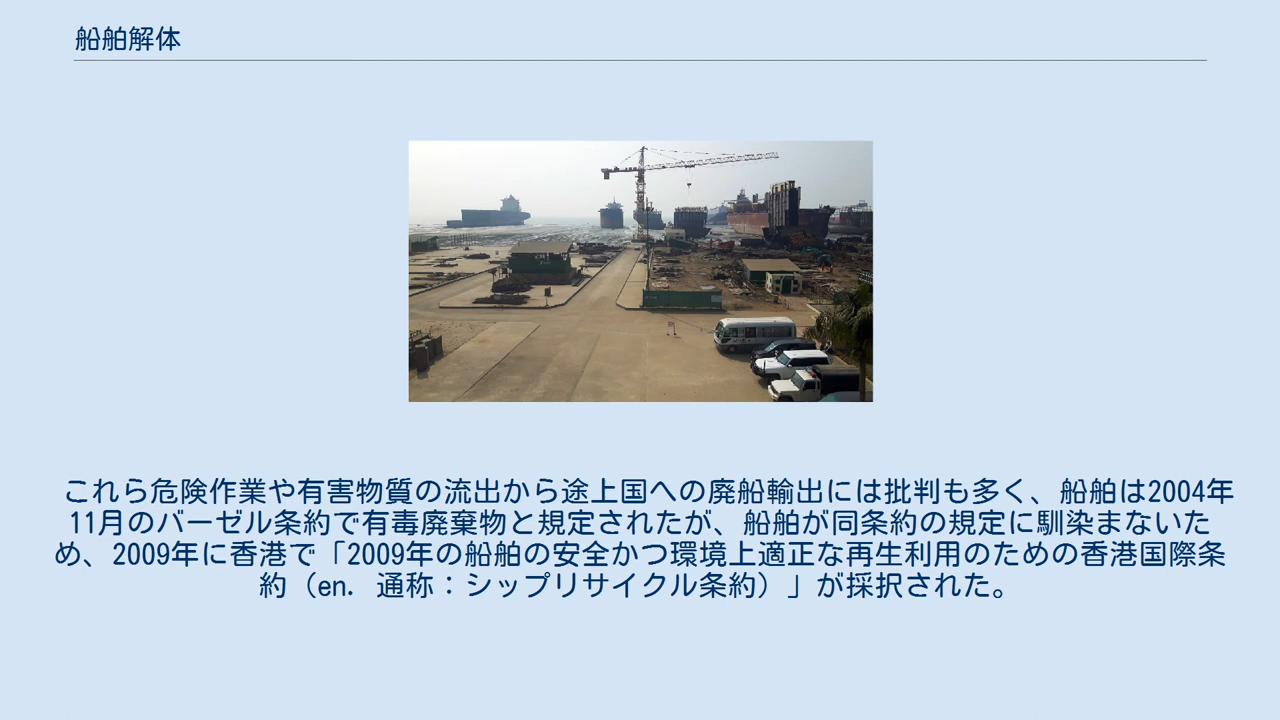 船舶解体
これら危険作業や有害物質の流出から途上国への廃船輸出には批判も多く、船舶は2004年
11月のバーゼル条約で有毒廃棄物と規定されたが、船舶が同条約の規定に馴染まないた
め、2009年に香港で「2009年の船舶の安全かつ環境上適正な再生利用のための香港国際条
約（en. 通称：シップリサイクル条約）」が採択された。